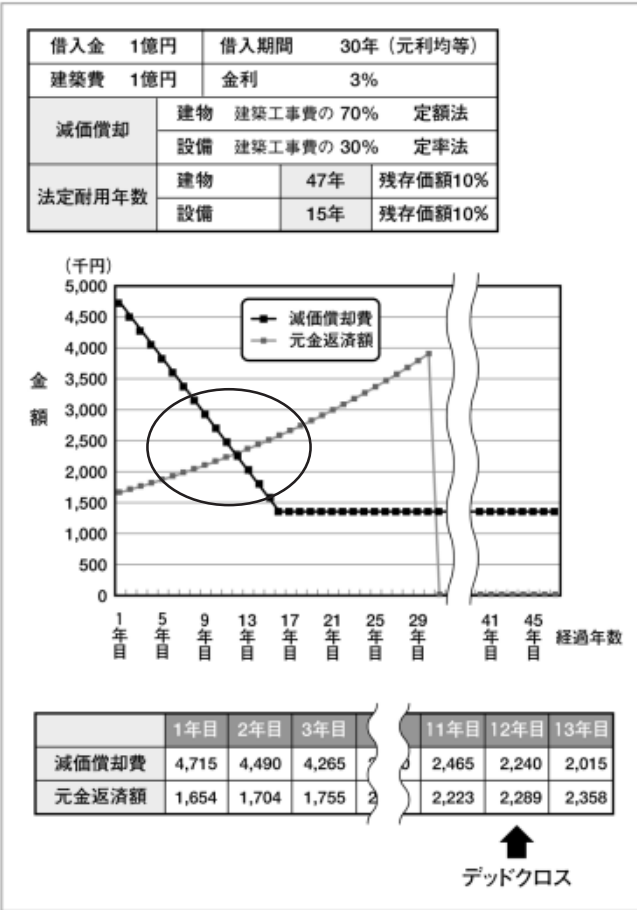 借入金 1億円 借入期間 30年（元利均等）
建築費 1億円 金利 3%
減価償却 建物 建築工事費の 70% 定額法
設備 建築工事費の 30% 定率法
法定耐用年数 建物 47年 残存価額10%
設備 15年 残存価額10%
（千円）
5,000
4,500
4,000
3,500
3,000
2,500
2,000
1,500
1,000
500
0
金額
減価償却費
元金返済額
1年目 5年目 9年目 13年目 17年目 21年目 25年目 29年目 41年目 45年目 経過年数
1年目 2年目 3年目 11年目 12年目 13年目
減価償却費 4,715 4,490 4,265 2,465 2,240 2,015
元金返済額 1,654 1,704 1,755 2,223 2,289 2,358
デッドクロス